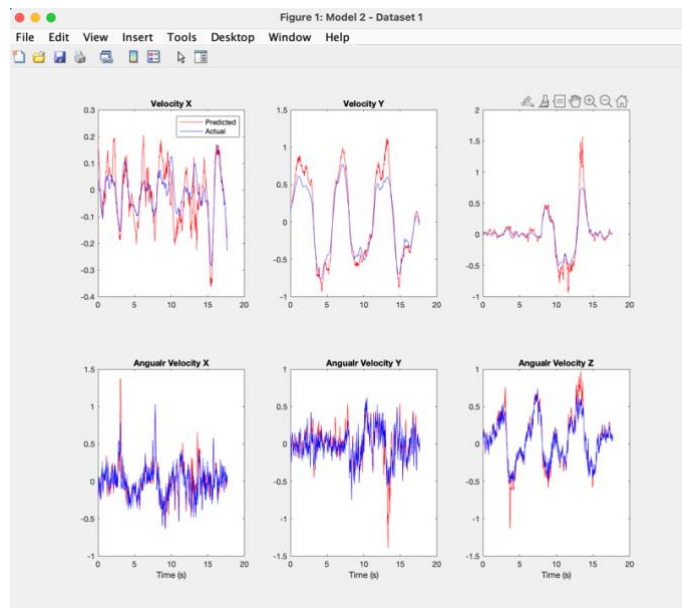 Figure 1: Model 2 - Dataset 1
File Edit View Insert Tools Desktop Window Help
Velocity X
Velocity Y
Predicted
Actual
0.3
0.2
0.1
0
-0.1
-0.2
-0.3
-0.4
0 5 10 15 20
1.5
1
0.5
0
-0.5
-1
0 5 10 15 20
2
1.5
1
0.5
0
-0.5
-1
0 5 10 15 20
Angualr Velocity X
Angualr Velocity Y
Angualr Velocity Z
1.5
1
0.5
0
-0.5
-1
0 5 10 15 20
Time (s)
1
0.5
0
-0.5
-1
-1.5
0 5 10 15 20
Time (s)
1
0.5
0
-0.5
-1
-1.5
0 5 10 15 20
Time (s)